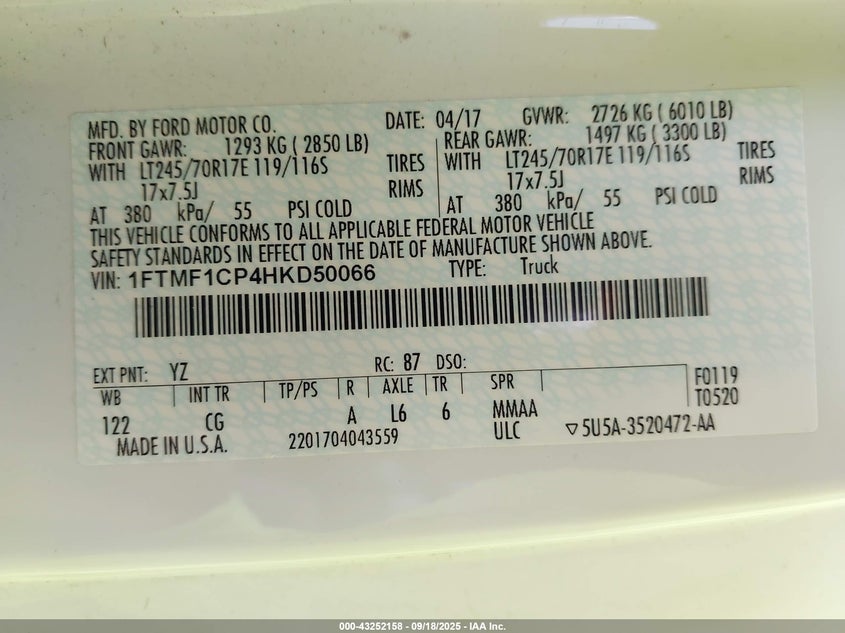 MFD. BY FORD MOTOR CO. DATE: 04/17 GVWR: 2726 KG ( 6010 LB)
FRONT GAWR: 1293 KG ( 2850 LB) REAR GAWR: 1497 KG ( 3300 LB)
WITH LT245/70R17E 119/116S TIRES WITH LT245/70R17E 119/116S TIRES
17x7.5J RIMS 17x7.5J RIMS
AT 380 kPa/ 55 PSI COLD AT 380 kPa/ 55 PSI COLD
THIS VEHICLE CONFORMS TO ALL APPLICABLE FEDERAL MOTOR VEHICLE
SAFETY STANDARDS IN EFFECT ON THE DATE OF MANUFACTURE SHOWN ABOVE.
VIN: 1FTMF1CP4HKD50066 TYPE: Truck
EXT PNT: YZ RC: 87 DSO:
WB INT TR TP/PS R AXLE TR SPR F0119
T0520
122 CG A L6 6 MMAA
MADE IN U.S.A. 2201704043559 ULC ▽5U5A-3520472-AA
000-43252158 - 09/18/2025 - IAA Inc.